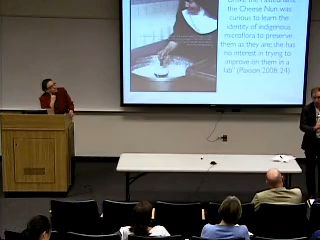 the Cheese Nun was
curious to learn the
identity of indigenous
microflora to preserve
them as they are; she has
no interest in trying to
improve on them in a
lab" (Paxson 2008: 24)